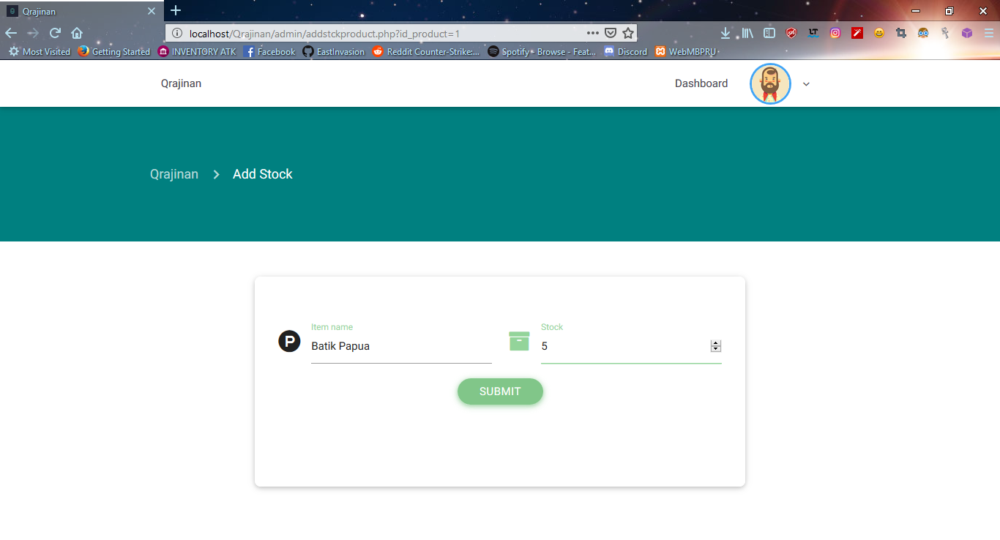 Qrajinan
localhost/Qrajinan/admin/addstckproduct.php?id_product=1
LT
Most Visited Getting Started INVENTORY ATK Facebook EastInvasion Reddit Counter-Strike:... Spotify - Browse - Feat... Discord WebMBPRU
Qrajinan Dashboard
Qrajinan Add Stock
Item name Stock
P Batik Papua 5
SUBMIT